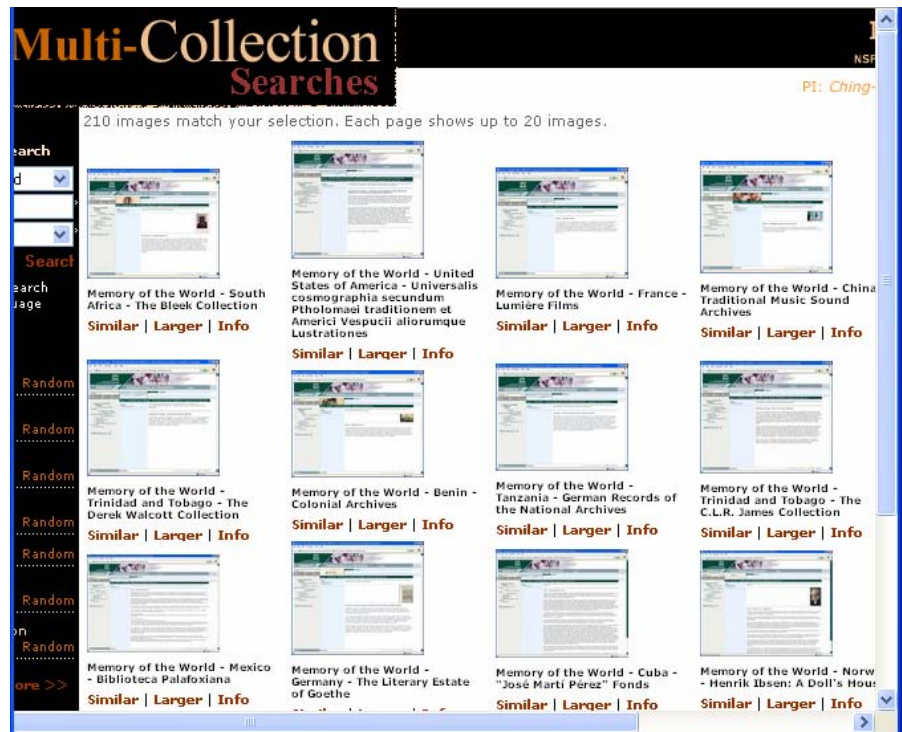 Multi-Collection
Searches
NSF
PI: Ching-
210 images match your selection. Each page shows up to 20 images.
earch
d
Search
earch
uage
Random
Random
Random
Random
Random
Random
on
Random
ore >>
Memory of the World - South
Africa - The Bleek Collection
Similar | Larger | Info
Memory of the World - United
States of America - Universalis
cosmographia secundum
Ptholomaei traditionem et
Americi Vespucii aliorumque
Lustrationes
Similar | Larger | Info
Memory of the World - France -
Lumière Films
Similar | Larger | Info
Memory of the World - China
Traditional Music Sound
Archives
Similar | Larger | Info
Memory of the World -
Trinidad and Tobago - The
Derek Walcott Collection
Similar | Larger | Info
Memory of the World - Benin -
Colonial Archives
Similar | Larger | Info
Memory of the World -
Tanzania - German Records of
the National Archives
Similar | Larger | Info
Memory of the World -
Trinidad and Tobago - The
C.L.R. James Collection
Similar | Larger | Info
Memory of the World - Mexico
- Biblioteca Palafoxiana
Similar | Larger | Info
Memory of the World -
Germany - The Literary Estate
of Goethe
Similar | Larger | Info
Memory of the World - Cuba -
"José Martí Pérez" Fonds
Similar | Larger | Info
Memory of the World - Norw
- Henrik Ibsen: A Doll's Hous
Similar | Larger | Info